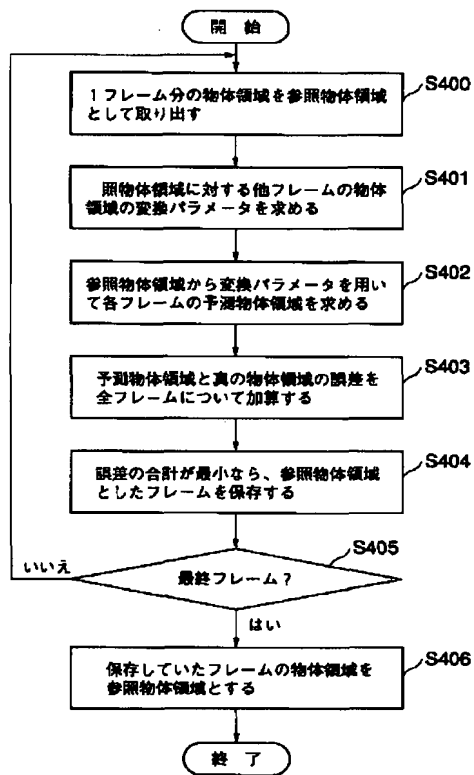 開 始
1フレーム分の物体領域を参照物体領域
として取り出す
S400
照物体領域に対する他フレームの物体
領域の変換パラメータを求める
S401
参照物体領域から変換パラメータを用い
て各フレームの予測物体領域を求める
S402
予測物体領域と真の物体領域の誤差を
全フレームについて加算する
S403
誤差の合計が最小なら、参照物体領域
としたフレームを保存する
S404
S405
いいえ
最終フレーム?
はい
保存していたフレームの物体領域を
参照物体領域とする
S406
終 了